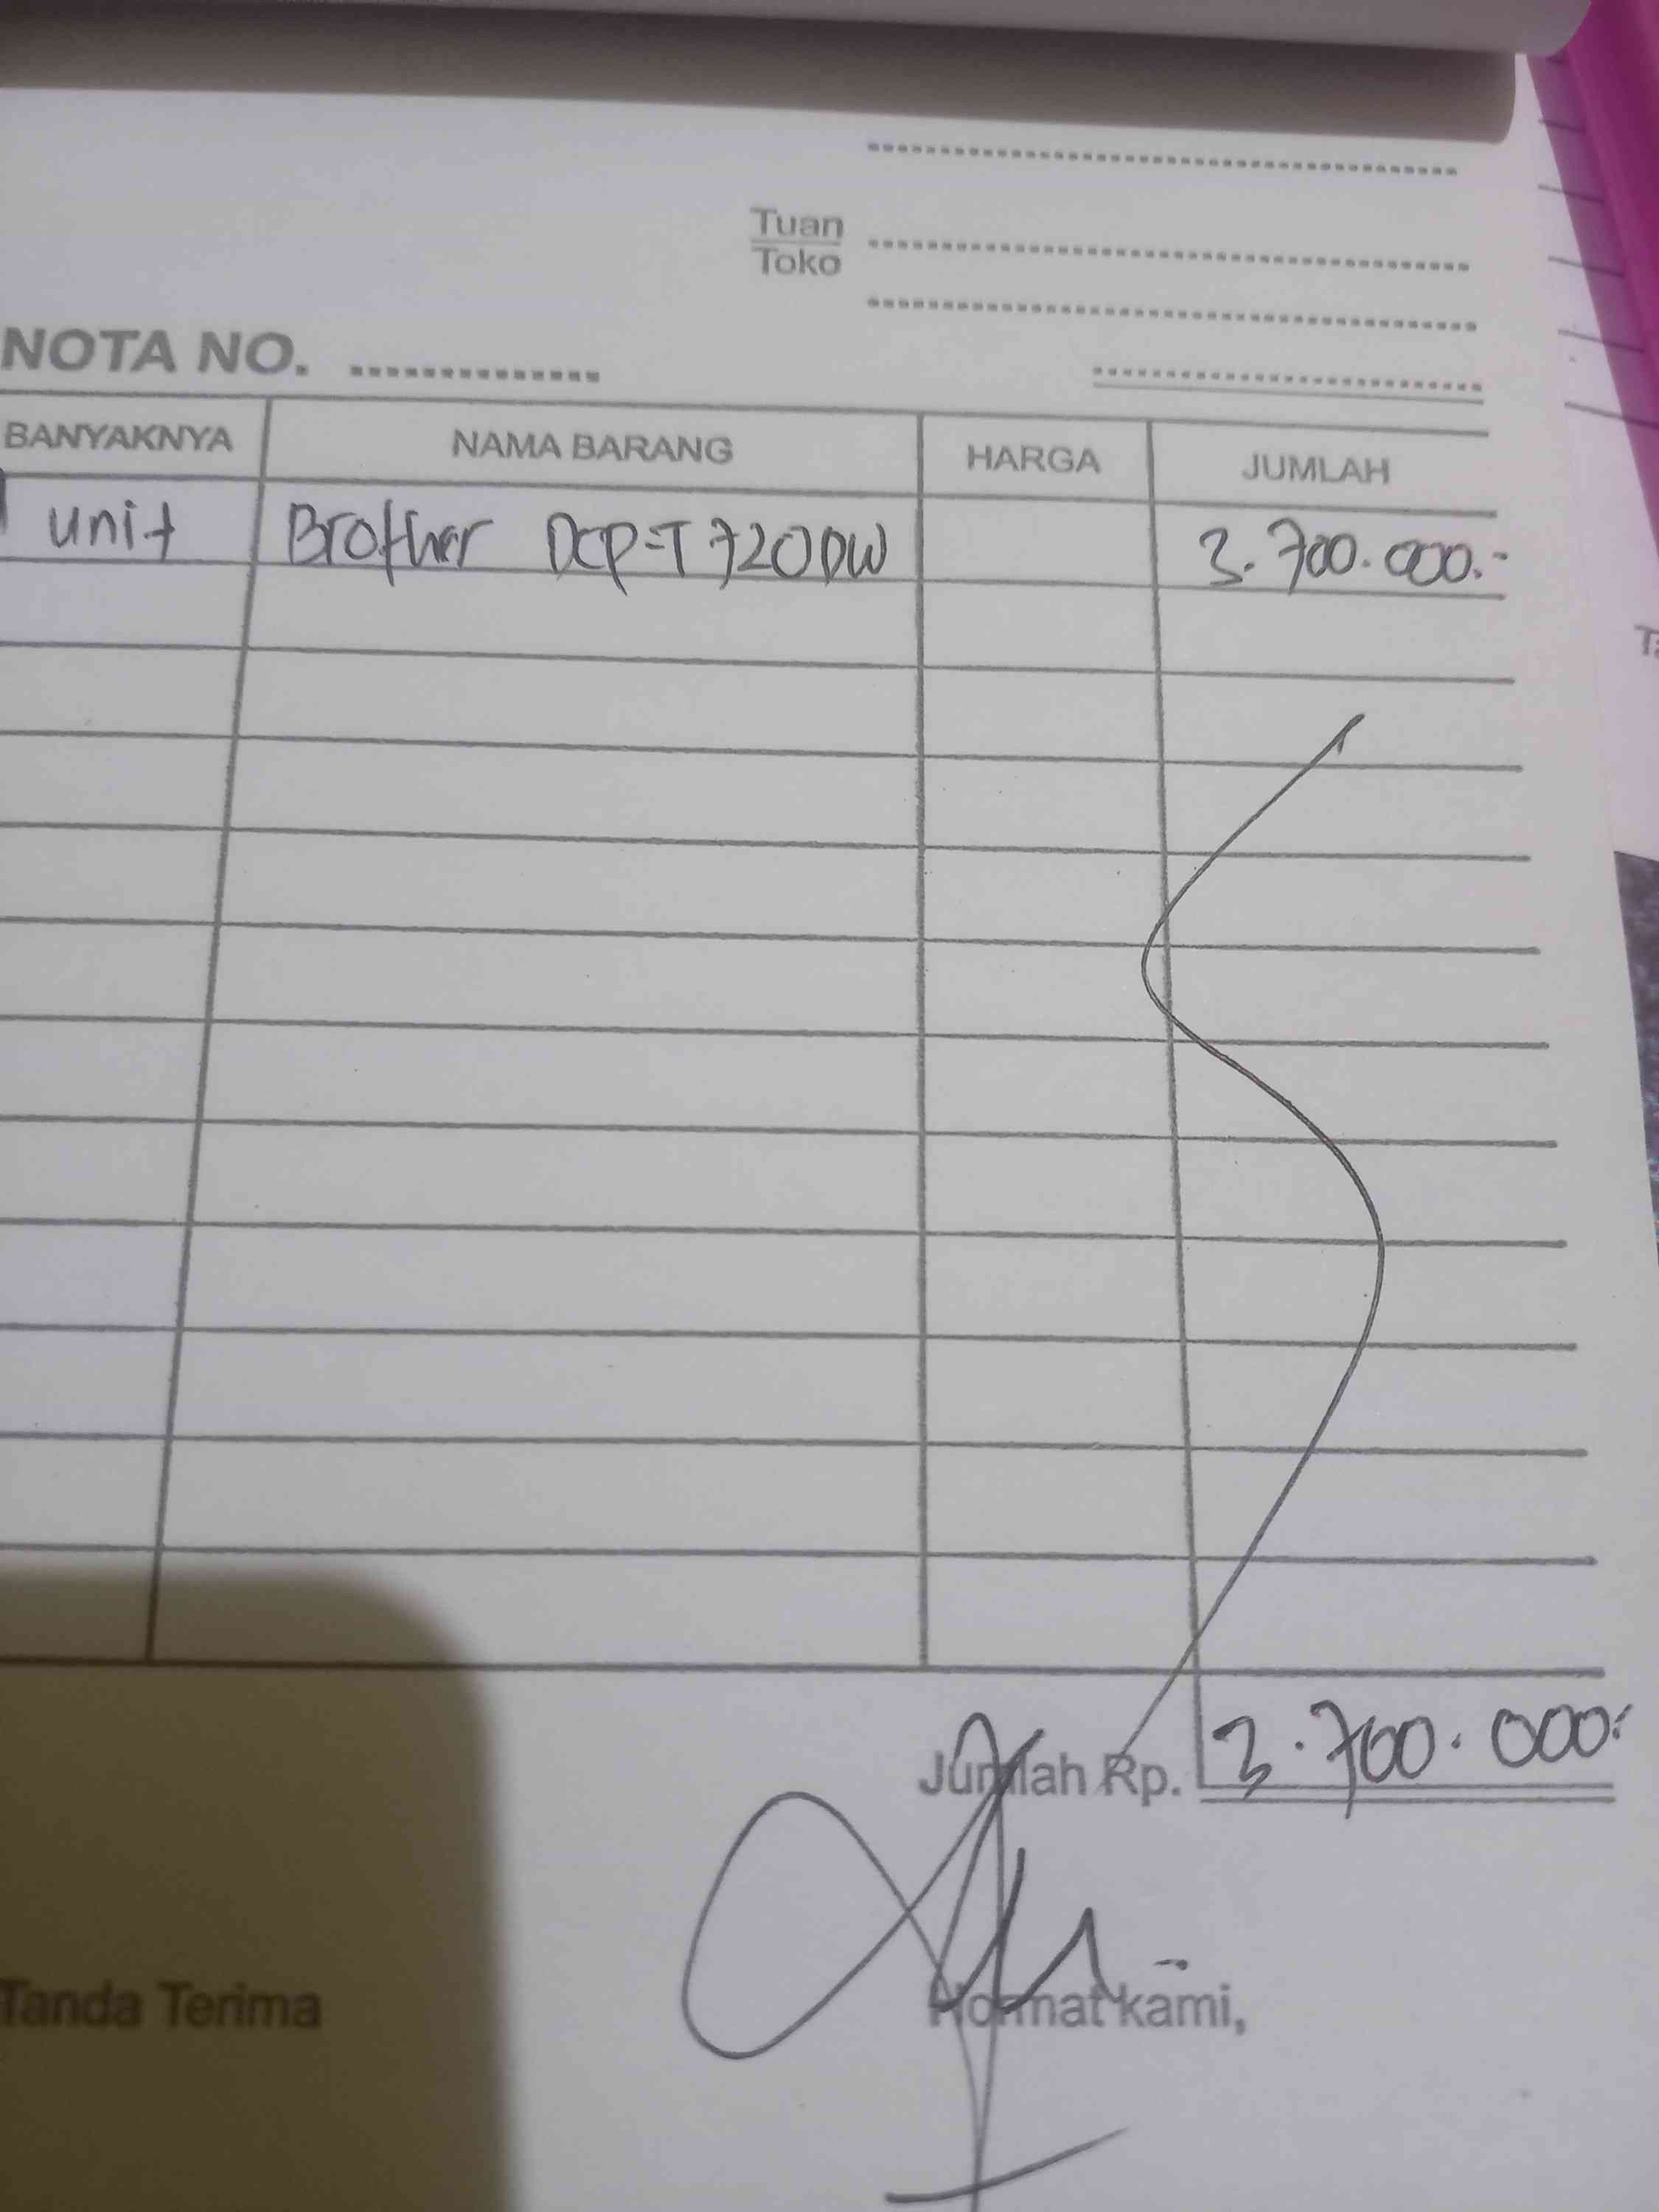 Tuan
Toko
NOTA NO.
BANYAKNYA NAMA BARANG HARGA JUMLAH
1 unit Brother DCP-T720DW 3.700.000.-
Jumlah Rp. 3.700.000.-
Tanda Terima Hormat kami,